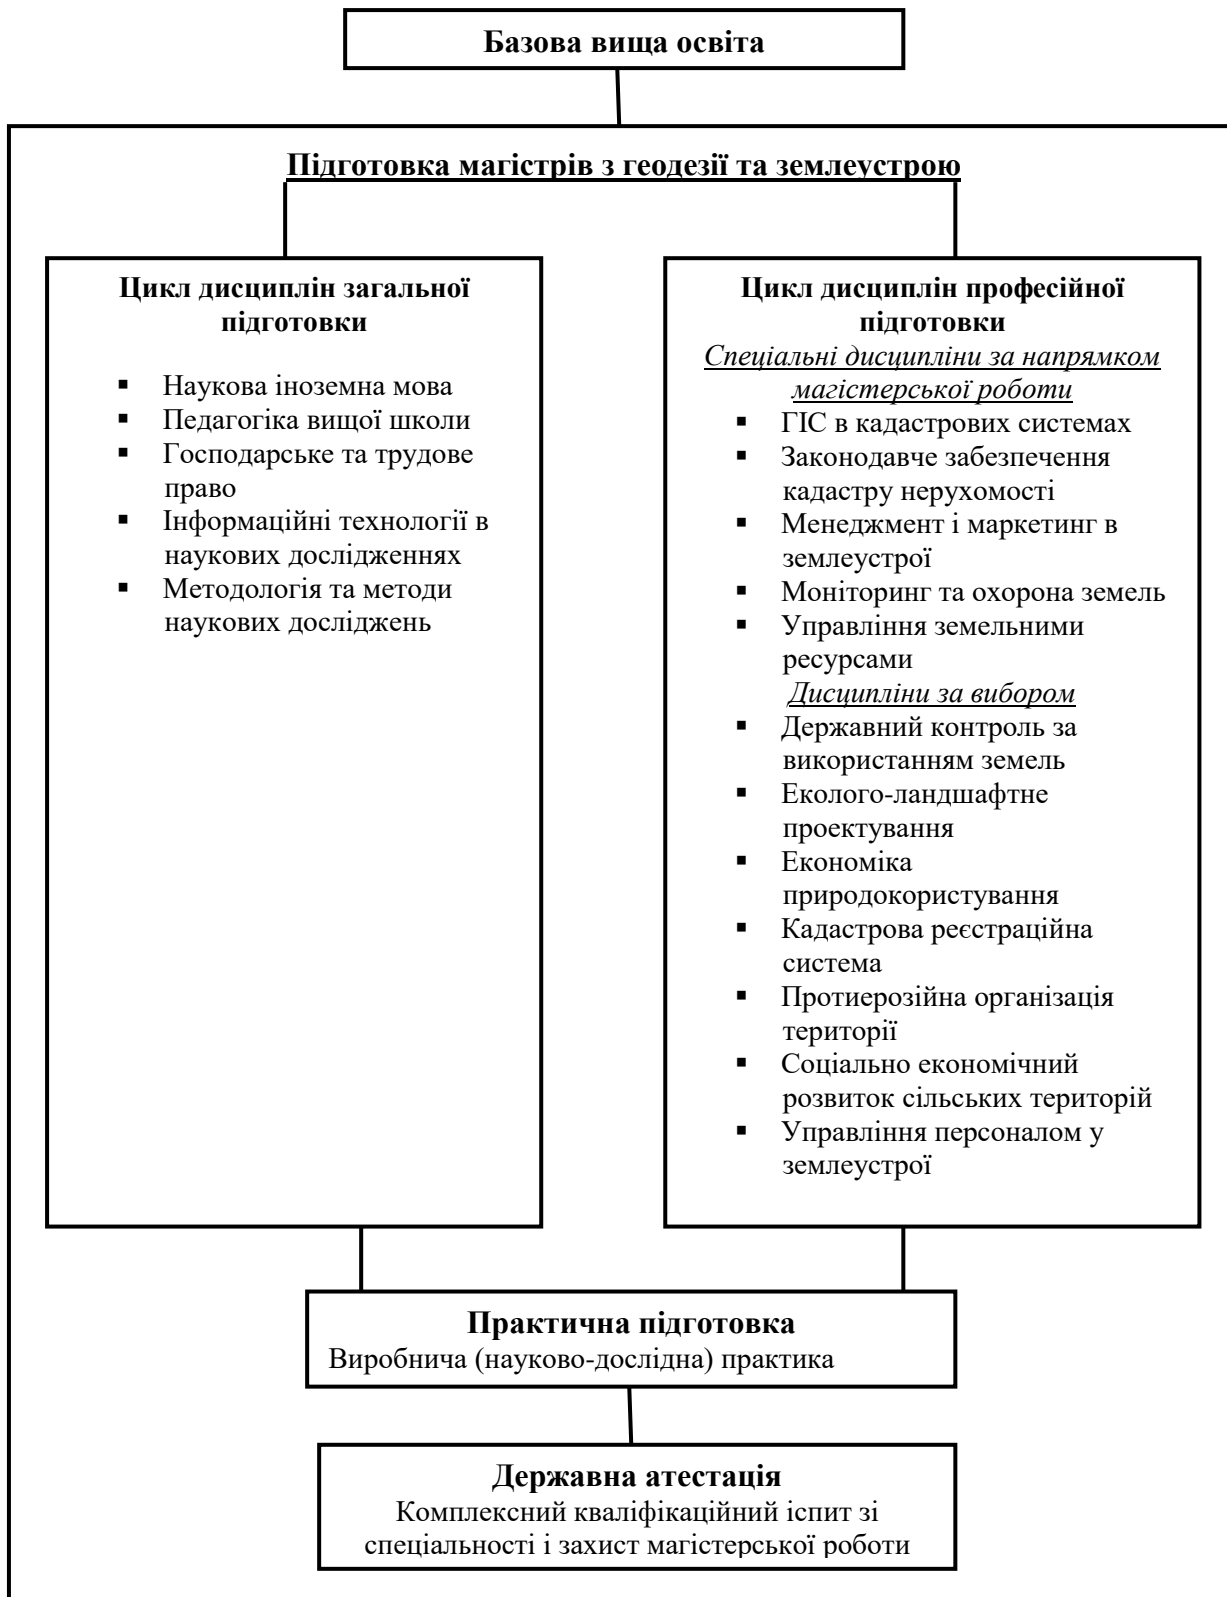 Базова вища освіта
Підготовка магістрів з геодезії та землеустрою
Цикл дисциплін загальної
підготовки
▪ Наукова іноземна мова
▪ Педагогіка вищої школи
▪ Господарське та трудове
право
▪ Інформаційні технології в
наукових дослідженнях
▪ Методологія та методи
наукових досліджень
Цикл дисциплін професійної
підготовки
Спеціальні дисципліни за напрямком
магістерської роботи
▪ ГІС в кадастрових системах
▪ Законодавче забезпечення
кадастру нерухомості
▪ Менеджмент і маркетинг в
землеустрої
▪ Моніторинг та охорона земель
▪ Управління земельними
ресурсами
Дисципліни за вибором
▪ Державний контроль за
використанням земель
▪ Еколого-ландшафтне
проектування
▪ Економіка
природокористування
▪ Кадастрова реєстраційна
система
▪ Протиерозійна організація
території
▪ Соціально економічний
розвиток сільських територій
▪ Управління персоналом у
землеустрої
Практична підготовка
Виробнича (науково-дослідна) практика
Державна атестація
Комплексний кваліфікаційний іспит зі
спеціальності і захист магістерської роботи